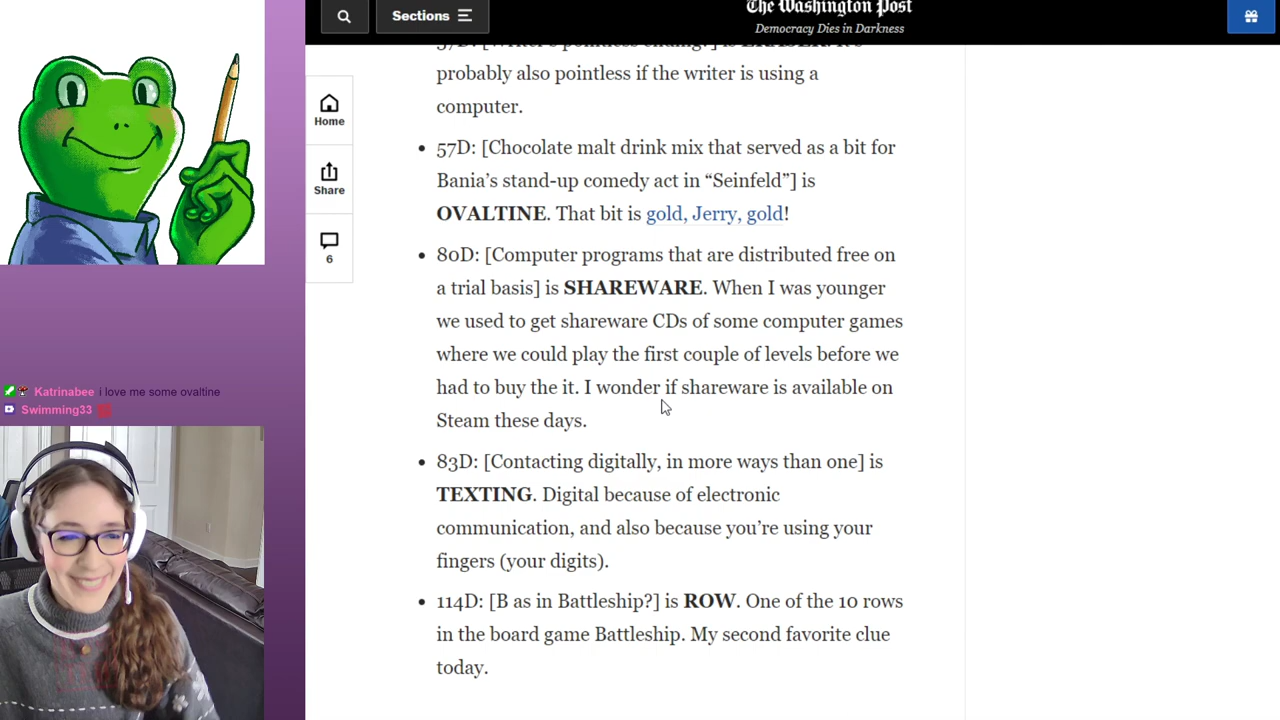 Sections
The Washington Post
Democracy Dies in Darkness
57D: [Writer's pointless ending?] is ERASER. It's
probably also pointless if the writer is using a
computer.
Home
Share
6
• 57D: [Chocolate malt drink mix that served as a bit for
Bania’s stand-up comedy act in “Seinfeld”] is
OVALTINE. That bit is gold, Jerry, gold!
• 80D: [Computer programs that are distributed free on
a trial basis] is SHAREWARE. When I was younger
we used to get shareware CDs of some computer games
where we could play the first couple of levels before we
had to buy the it. I wonder if shareware is available on
Steam these days.
• 83D: [Contacting digitally, in more ways than one] is
TEXTING. Digital because of electronic
communication, and also because you’re using your
fingers (your digits).
• 114D: [B as in Battleship?] is ROW. One of the 10 rows
in the board game Battleship. My second favorite clue
today.
Katrinabee i love me some ovaltine
Swimming33